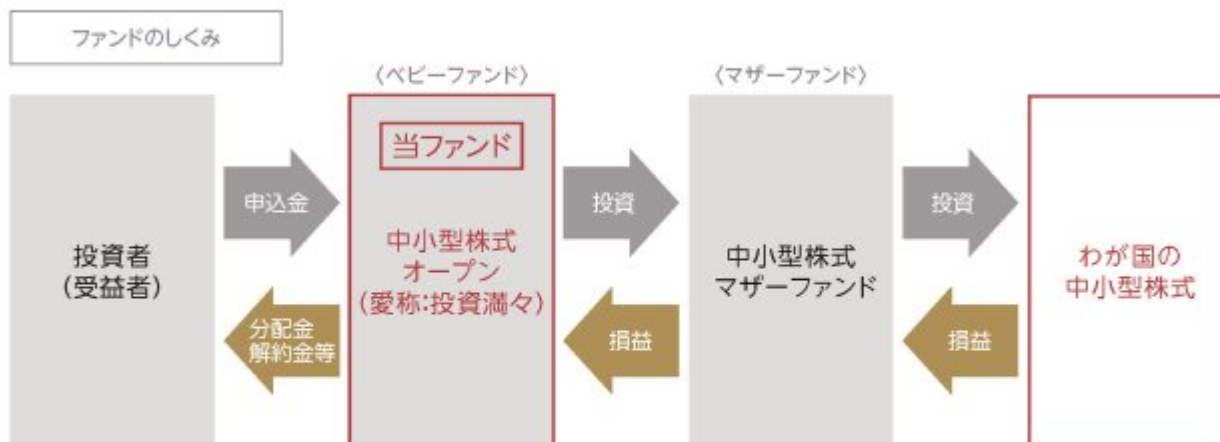 ファンドのしくみ
〈ベビーファンド〉
〈マザーファンド〉
投資者
(受益者)
申込金
分配金
解約金等
当ファンド
中小型株式
オープン
(愛称:投資満々)
投資
損益
中小型株式
マザーファンド
投資
損益
わが国の
中小型株式